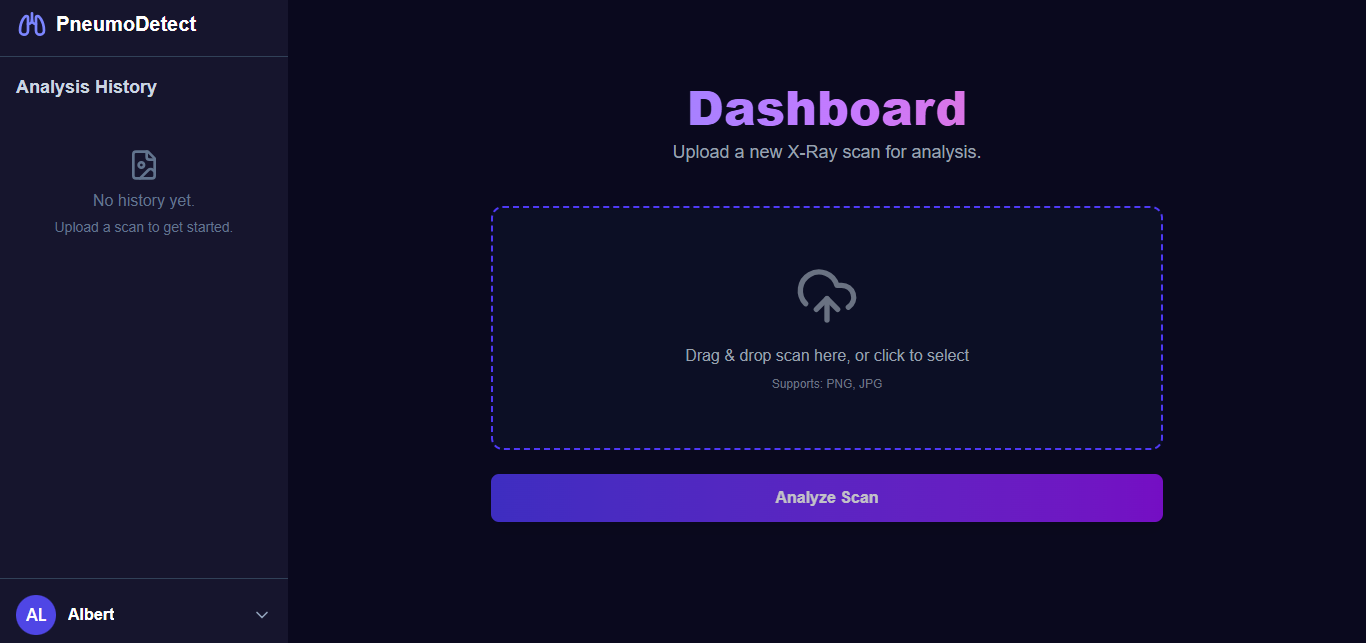 PneumoDetect
Analysis History
No history yet.
Upload a scan to get started.
AL
Albert
Dashboard
Upload a new X-Ray scan for analysis.
Drag & drop scan here, or click to select
Supports: PNG, JPG
Analyze Scan